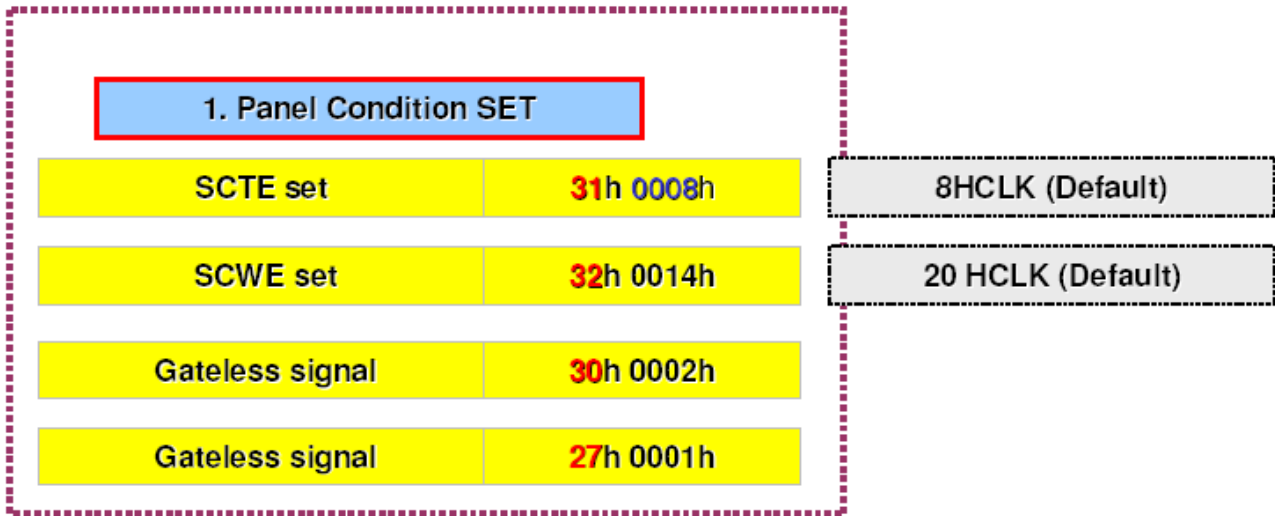 1. Panel Condition SET
SCTE set 31h 0008h 8HCLK (Default)
SCWE set 32h 0014h 20 HCLK (Default)
Gateless signal 30h 0002h
Gateless signal 27h 0001h